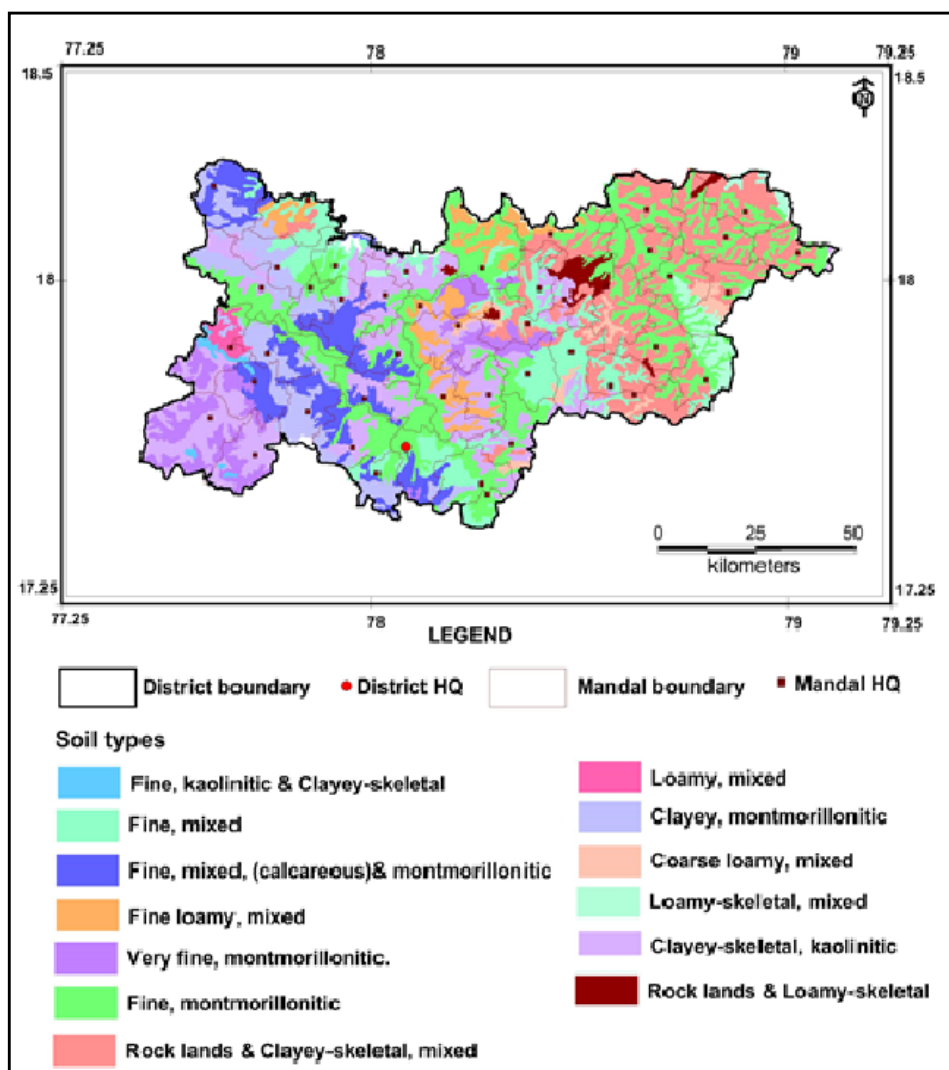 77.25 78 79 79.25
18.5 18.5
N
18 18
0 25 50
kilometers
17.25 17.25
77.25 78 79 79.25
LEGEND
District boundary District HQ Mandal boundary Mandal HQ
Soil types
Fine, kaolinitic & Clayey-skeletal
Fine, mixed
Fine, mixed, (calcareous)& montmorillonitic
Fine loamy, mixed
Very fine, montmorillonitic.
Fine, montmorillonitic
Rock lands & Clayey-skeletal, mixed
Loamy, mixed
Clayey, montmorillonitic
Coarse loamy, mixed
Loamy-skeletal, mixed
Clayey-skeletal, kaolinitic
Rock lands & Loamy-skeletal